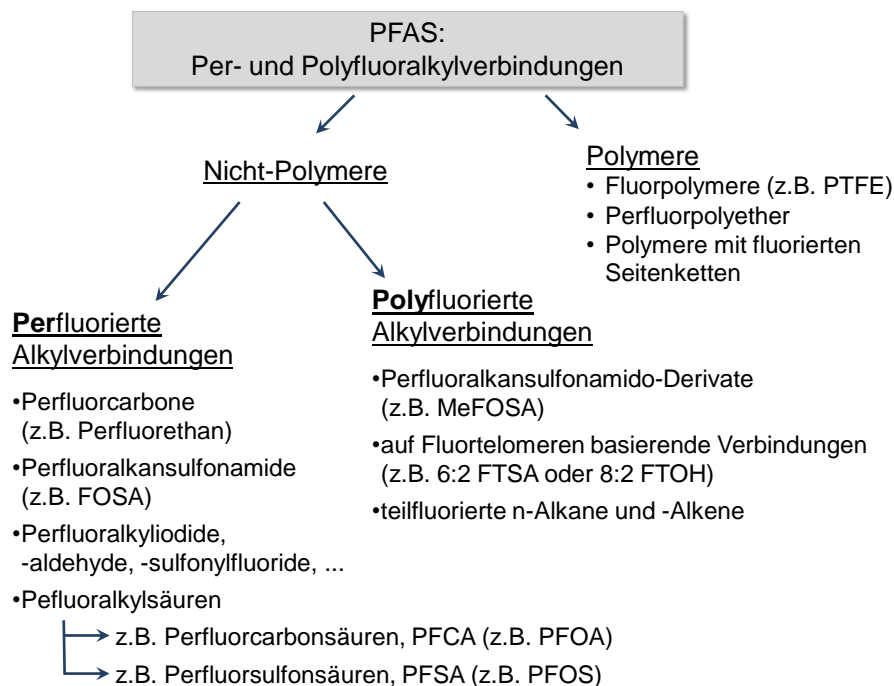 PFAS:
Per- und Polyfluoralkylverbindungen
Nicht-Polymere
Polymere
• Fluorpolymere (z.B. PTFE)
• Perfluorpolyether
• Polymere mit fluorierten
Seitenketten
Perfluorierte
Alkylverbindungen
•Perfluorcarbone
(z.B. Perfluorethan)
•Perfluoralkansulfonamide
(z.B. FOSA)
•Perfluoralkyliodide,
-aldehyde, -sulfonylfluoride, ...
•Pefluoralkylsäuren
z.B. Perfluorcarbonsäuren, PFCA (z.B. PFOA)
z.B. Perfluorsulfonsäuren, PFSA (z.B. PFOS)
Polyfluorierte
Alkylverbindungen
•Perfluoralkansulfonamido-Derivate
(z.B. MeFOSA)
•auf Fluortelomeren basierende Verbindungen
(z.B. 6:2 FTSA oder 8:2 FTOH)
•teilfluorierte n-Alkane und -Alkene